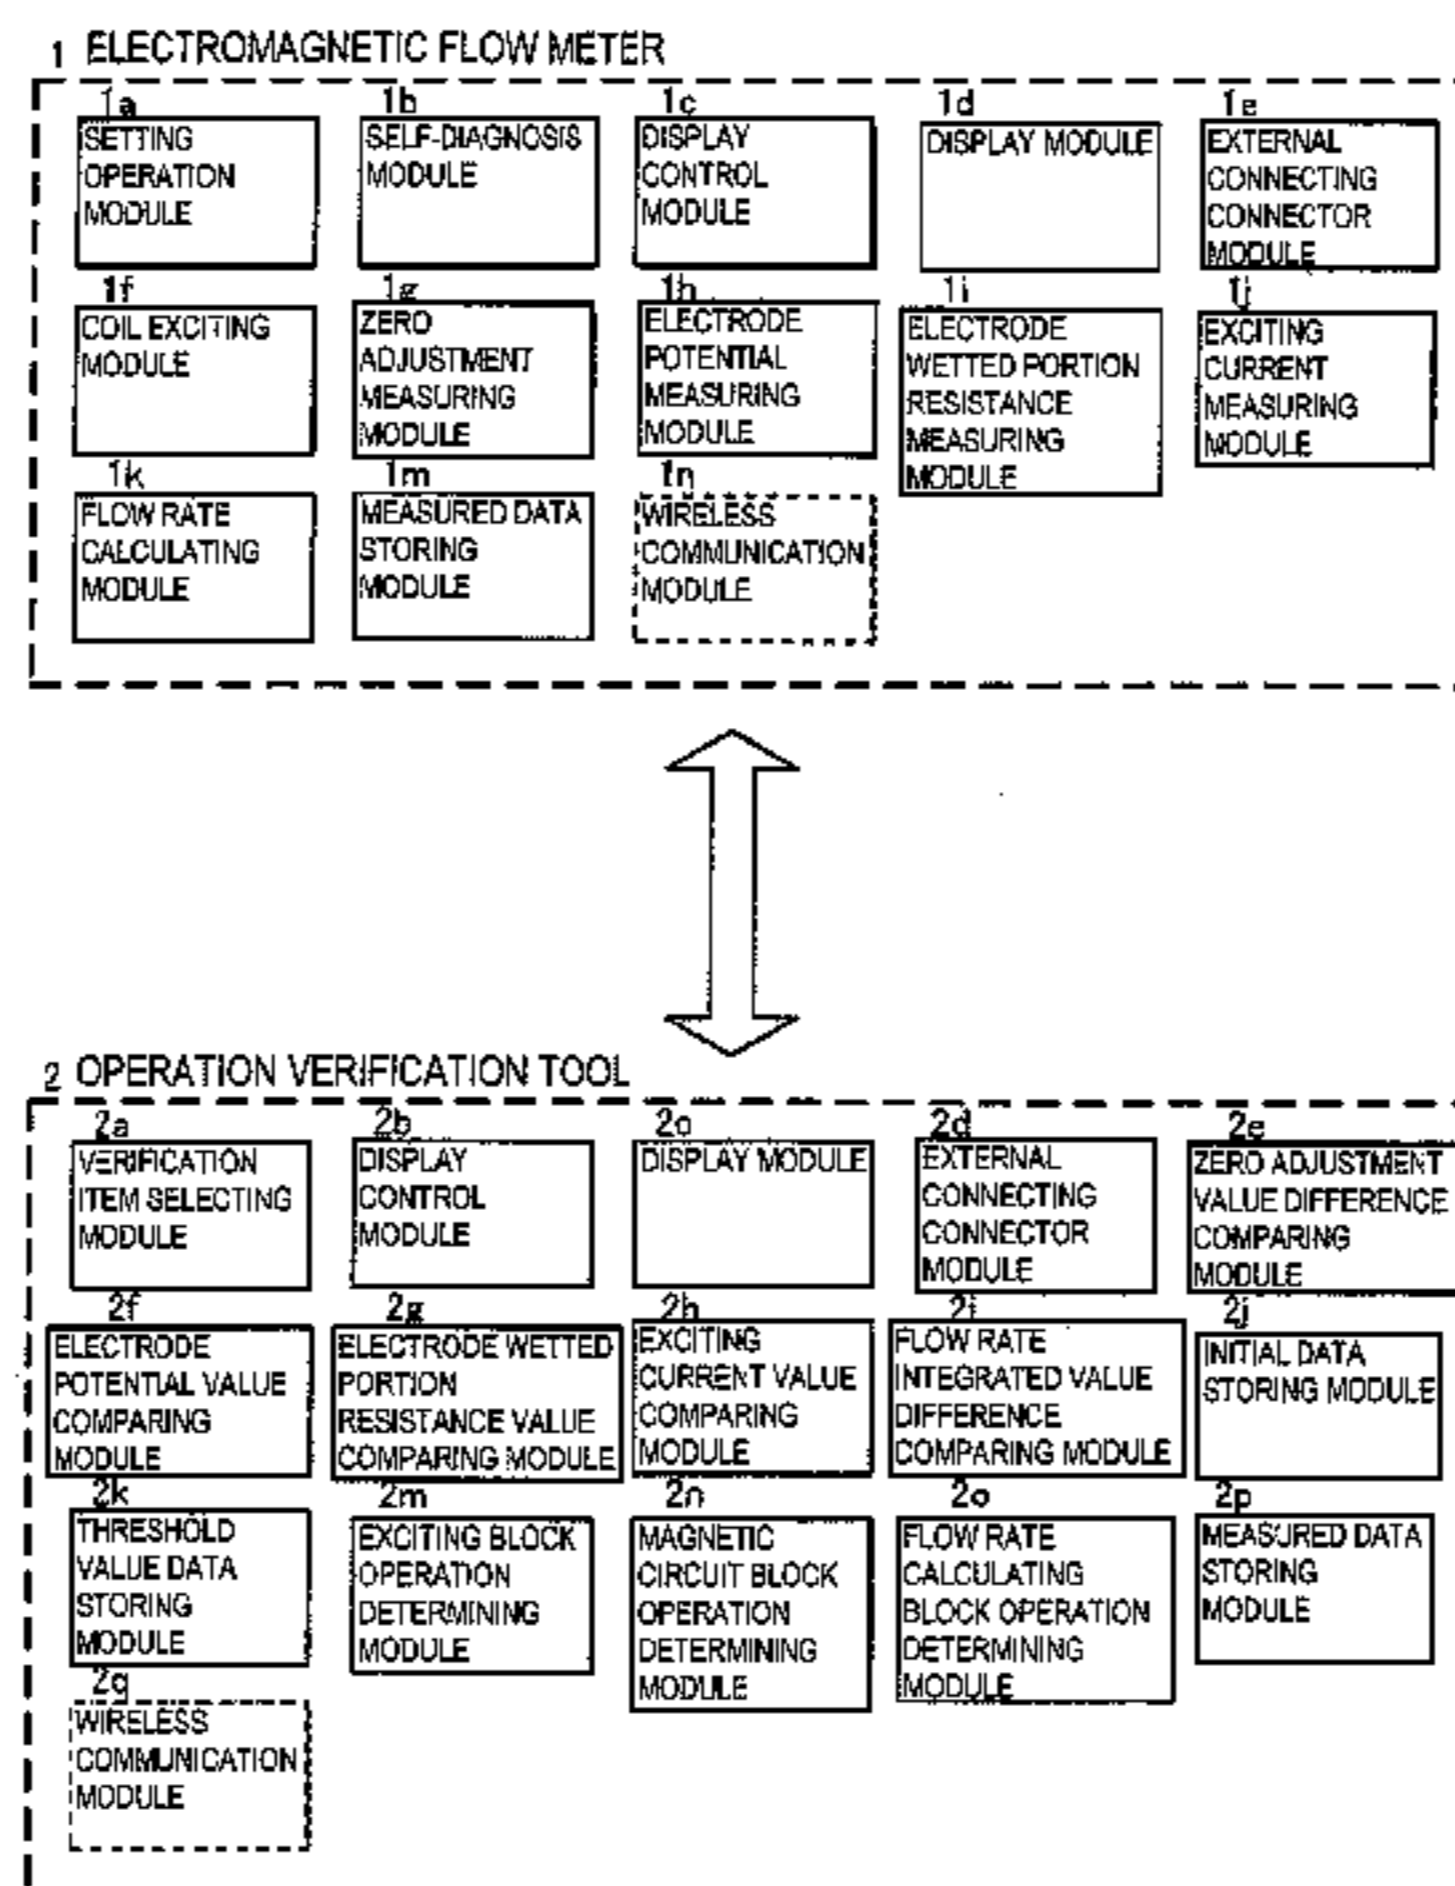 1 ELECTROMAGNETIC FLOW METER
1a
SETTING
OPERATION
MODULE
1b
SELF-DIAGNOSIS
MODULE
1c
DISPLAY
CONTROL
MODULE
1d
DISPLAY MODULE
1e
EXTERNAL
CONNECTING
CONNECTOR
MODULE
1f
COIL EXCITING
MODULE
1g
ZERO
ADJUSTMENT
MEASURING
MODULE
1h
ELECTRODE
POTENTIAL
MEASURING
MODULE
1i
ELECTRODE
WETTED PORTION
RESISTANCE
MEASURING
MODULE
1j
EXCITING
CURRENT
MEASURING
MODULE
1k
FLOW RATE
CALCULATING
MODULE
1m
MEASURED DATA
STORING
MODULE
1n
WIRELESS
COMMUNICATION
MODULE
2 OPERATION VERIFICATION TOOL
2a
VERIFICATION
ITEM SELECTING
MODULE
2b
DISPLAY
CONTROL
MODULE
2c
DISPLAY MODULE
2d
EXTERNAL
CONNECTING
CONNECTOR
MODULE
2e
ZERO ADJUSTMENT
VALUE DIFFERENCE
COMPARING
MODULE
2f
ELECTRODE
POTENTIAL VALUE
COMPARING
MODULE
2g
ELECTRODE WETTED
PORTION
RESISTANCE VALUE
COMPARING MODULE
2h
EXCITING
CURRENT VALUE
COMPARING
MODULE
2i
FLOW RATE
INTEGRATED VALUE
DIFFERENCE
COMPARING MODULE
2j
INITIAL DATA
STORING MODULE
2k
THRESHOLD
VALUE DATA
STORING
MODULE
2m
EXCITING BLOCK
OPERATION
DETERMINING
MODULE
2n
MAGNETIC
CIRCUIT BLOCK
OPERATION
DETERMINING
MODULE
2o
FLOW RATE
CALCULATING
BLOCK OPERATION
DETERMINING
MODULE
2p
MEASURED DATA
STORING
MODULE
2q
WIRELESS
COMMUNICATION
MODULE